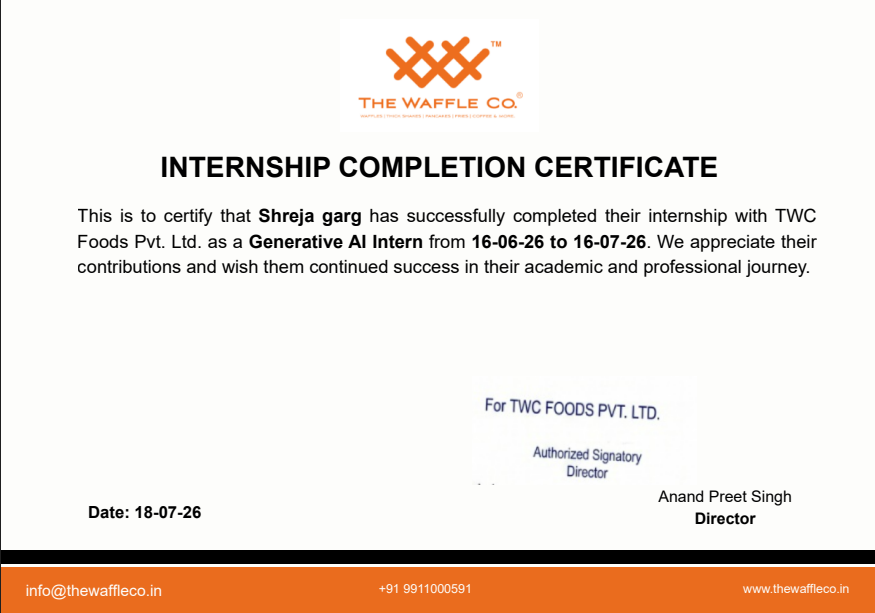 TM
THE WAFFLE CO.®
WAFFLES | THICK SHAKES | PANCAKES | FRIES | COFFEE & MORE
INTERNSHIP COMPLETION CERTIFICATE
This is to certify that Shreja garg has successfully completed their internship with TWC
Foods Pvt. Ltd. as a Generative AI Intern from 16-06-26 to 16-07-26. We appreciate their
contributions and wish them continued success in their academic and professional journey.
For TWC FOODS PVT. LTD.
Authorized Signatory
Director
Anand Preet Singh
Date: 18-07-26
Director
info@thewaffleco.in
+91 9911000591
www.thewaffleco.in